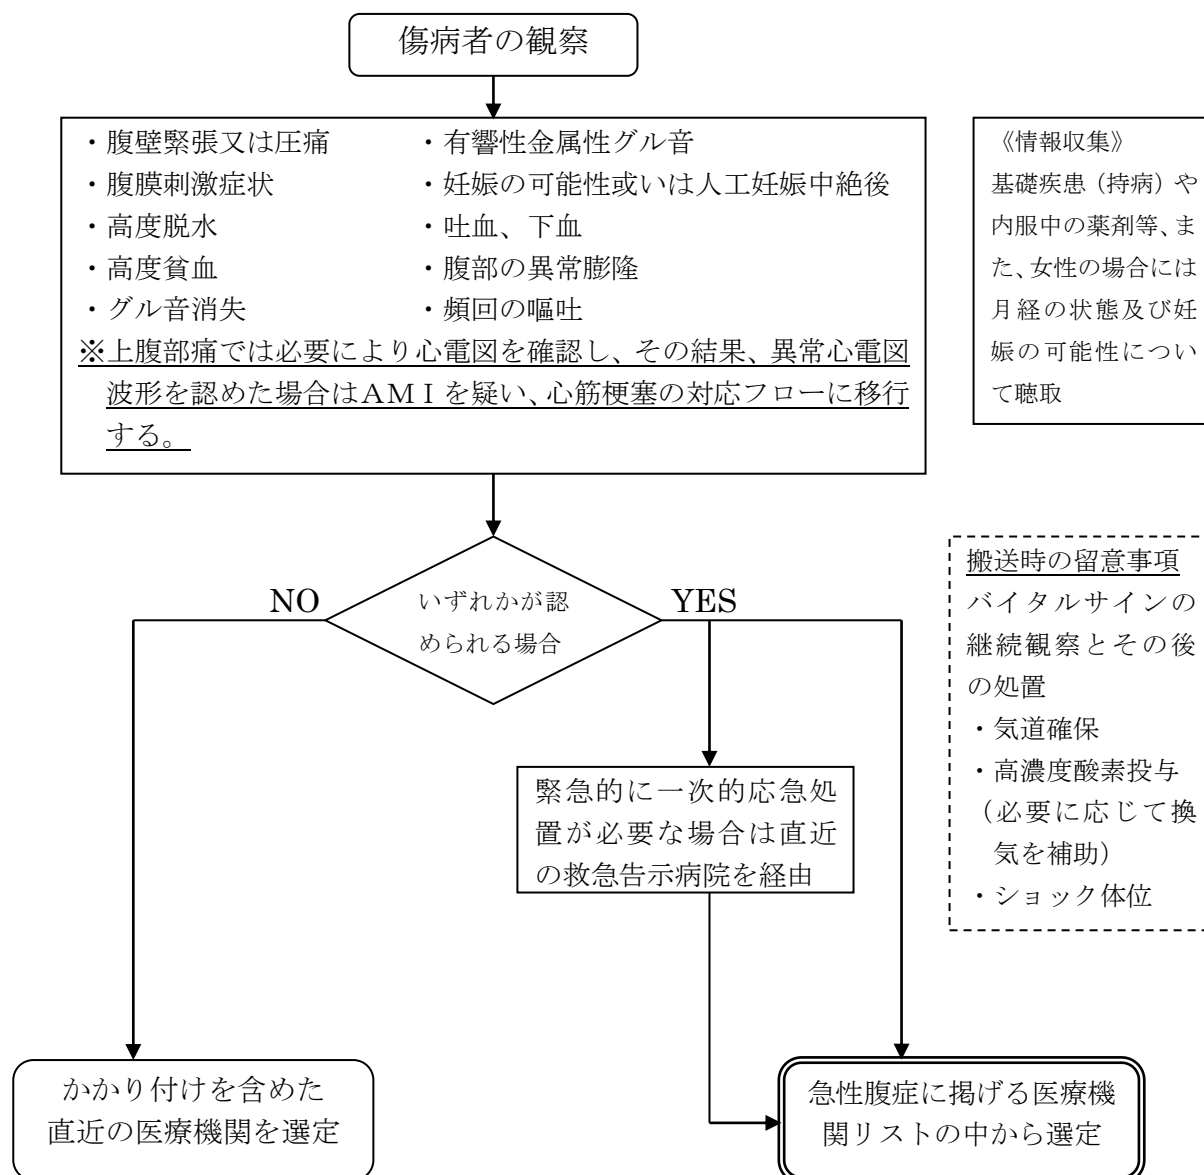 傷病者の観察
・腹壁緊張又は圧痛
・有響性金属性グル音
・腹膜刺激症状
・妊娠の可能性或いは人工妊娠中絶後
・高度脱水
・吐血、下血
・高度貧血
・腹部の異常膨隆
・グル音消失
・頻回の嘔吐
※上腹部痛では必要により心電図を確認し、その結果、異常心電図
波形を認めた場合はAMIを疑い、心筋梗塞の対応フローに移行
する。
《情報収集》
基礎疾患（持病）や
内服中の薬剤等、ま
た、女性の場合には
月経の状態及び妊
娠の可能性につい
て聴取
NO
いずれかが認
められる場合
YES
搬送時の留意事項
バイタルサインの
継続観察とその後
の処置
・気道確保
・高濃度酸素投与
（必要に応じて換
気を補助）
・ショック体位
緊急的に一次的応急処
置が必要な場合は直近
の救急告示病院を経由
かかり付けを含めた
直近の医療機関を選定
急性腹症に掲げる医療機
関リストの中から選定